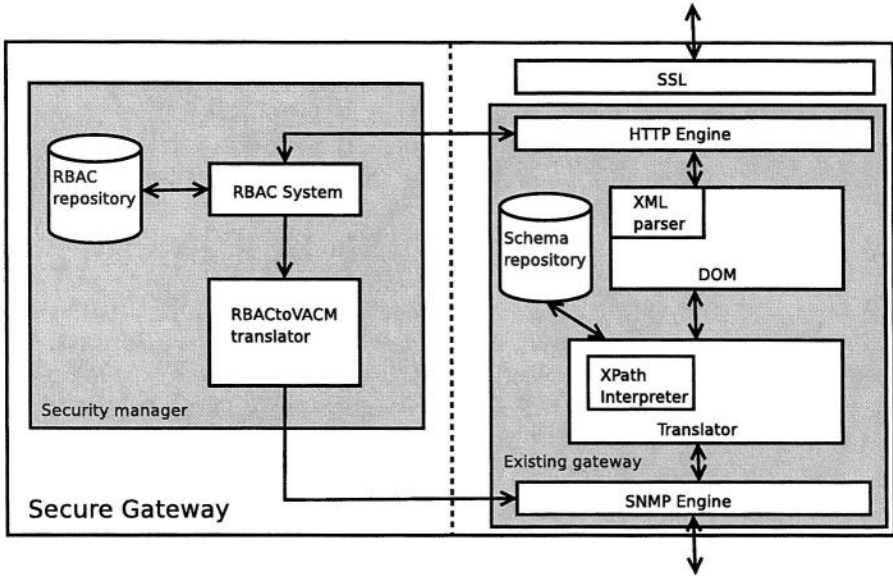 SSL
HTTP Engine
RBAC
repository
RBAC System
XML
parser
Schema
repository
DOM
RBACtoVACM
translator
XPath
Interpreter
Translator
Security manager
Existing gateway
SNMP Engine
Secure Gateway